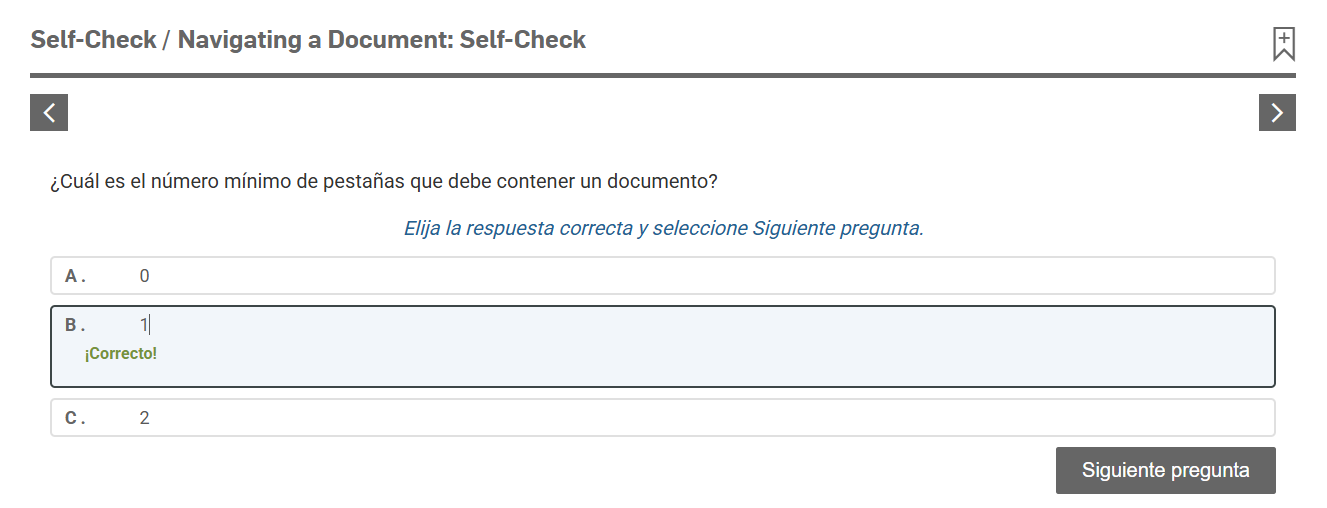 Self-Check / Navigating a Document: Self-Check
¿Cuál es el número mínimo de pestañas que debe contener un documento?
Elija la respuesta correcta y seleccione Siguiente pregunta.
A. 0
B. 1
¡Correcto!
C. 2
Siguiente pregunta